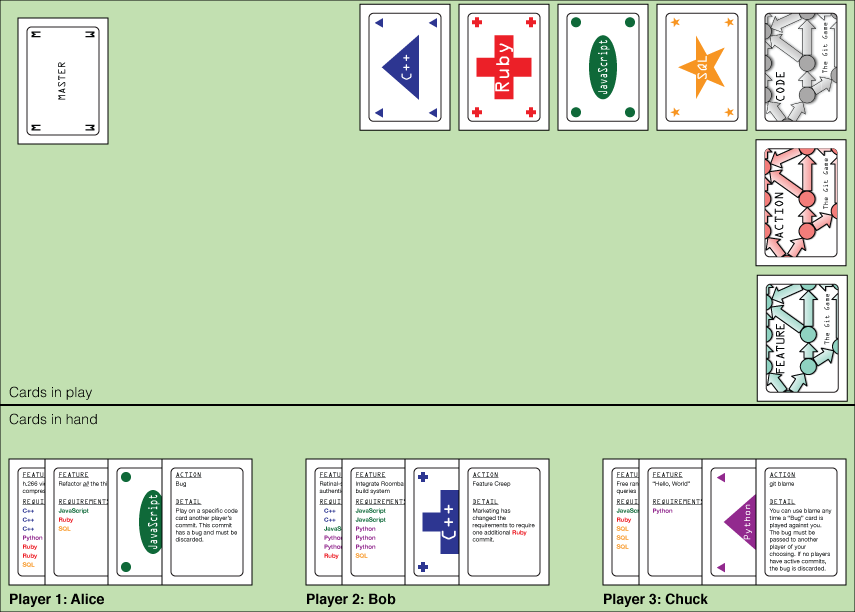 M
M
MASTER
M
M
C++
Ruby
JavaScript
SQL
CODE
The Git Game
ACTION
The Git Game
FEATURE
The Git Game
Cards in play
Cards in hand
h.266
C++
C++
C++
Python
Ruby
Ruby
SQL
FEATURE
Refactor all the
REQUIREMENTS
JavaScript
Ruby
SQL
JavaScript
ACTION
Bug
DETAIL
Play on a specific code
card another player's
commit. This commit
has a bug and must be
discarded.
Player 1: Alice
C++
C++
FEATURE
Integrate Roomba
build system
REQUIREMENTS
JavaScript
JavaScript
Python
Python
Python
SQL
C++
ACTION
Feature Creep
DETAIL
Marketing has
changed the
requirements to require
one additional Ruby
commit.
Player 2: Bob
Free
queries
Ruby
SQL
SQL
SQL
FEATURE
"Hello, World"
REQUIREMENTS
Python
Python
ACTION
git blame
DETAIL
You can use blame any
time a "Bug" card is
played against you.
The bug must be
passed to another
player of your
choosing. If no players
have active commits,
the bug is discarded.
Player 3: Chuck